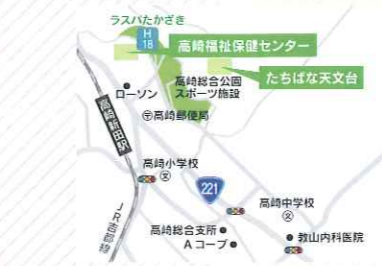 ラスパたかざき
H
18
高崎福祉保健センター
たちばな天文台
高崎総合公園
スポーツ施設
ローソン
〒高崎郵便局
高崎新田駅
高崎小学校
文
221
高崎中学校
文
JR吉都線
高崎総合支所
Aコープ
教山内科医院